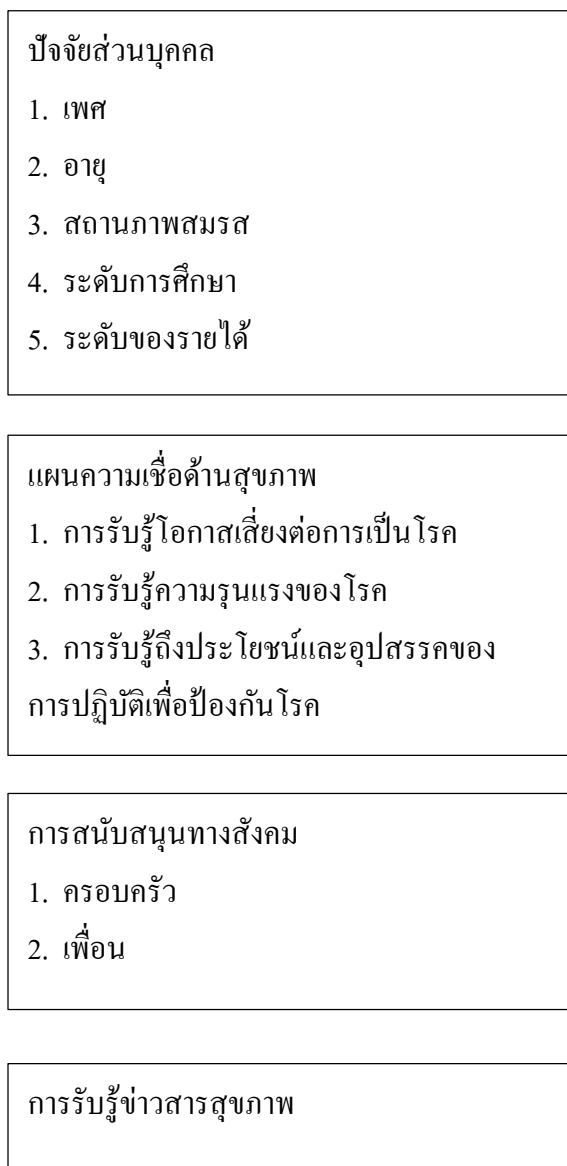 ปัจจัยส่วนบุคคล
1. เพศ
2. อายุ
3. สถานภาพสมรส
4. ระดับการศึกษา
5. ระดับของรายได้
แผนความเชื่อด้านสุขภาพ
1. การรับรู้โอกาสเสี่ยงต่อการเป็นโรค
2. การรับรู้ความรุนแรงของโรค
3. การรับรู้ถึงประโยชน์และอุปสรรคของ
การปฏิบัติเพื่อป้องกันโรค
การสนับสนุนทางสังคม
1. ครอบครัว
2. เพื่อน
การรับรู้ข่าวสารสุขภาพ